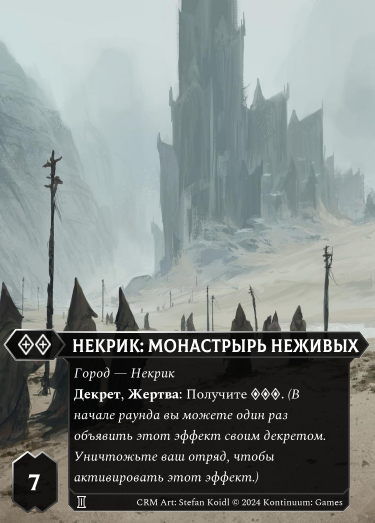 НЕКРИК: МОНАСТРЫРЬ НЕЖИВЫХ
Город — Некрик
Декрет, Жертва: Получите . (В
начале раунда вы можете один раз
объявить этот эффект своим декретом.
Уничтожьте ваш отряд, чтобы
активировать этот эффект.)
7
III
CRM Art: Stefan Koidl © 2024 Kontinuum: Games